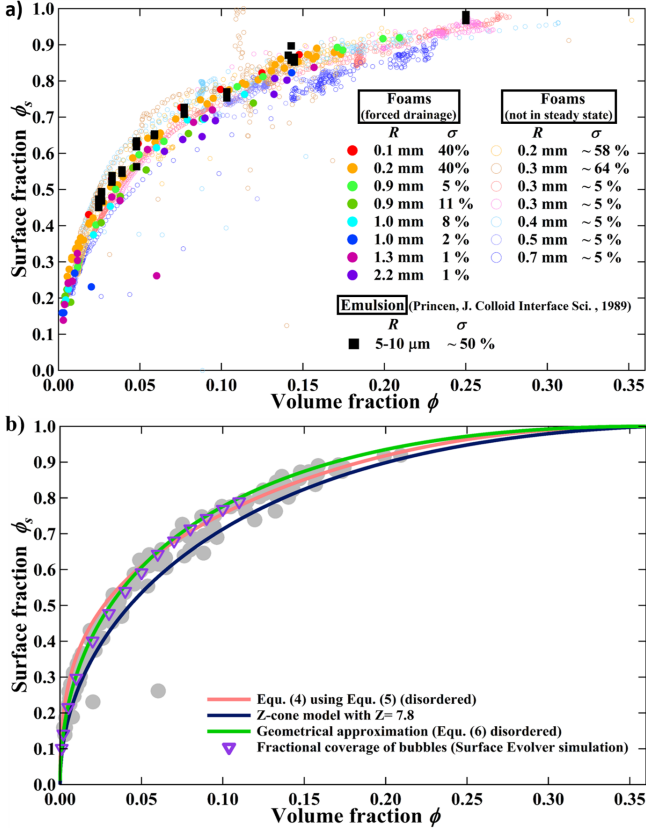 a)
Surface fraction ϕs
1.0
0.9
0.8
0.7
0.6
0.5
0.4
0.3
0.2
0.1
0.0
0.00 0.05 0.10 0.15 0.20 0.25 0.30 0.35
Volume fraction ϕ
Foams
(forced drainage)
R σ
0.1 mm 40%
0.2 mm 40%
0.9 mm 5 %
0.9 mm 11 %
1.0 mm 8 %
1.0 mm 2 %
1.3 mm 1 %
2.2 mm 1 %
Foams
(not in steady state)
R σ
0.2 mm ~ 58 %
0.3 mm ~ 64 %
0.3 mm ~ 5 %
0.3 mm ~ 5 %
0.4 mm ~ 5 %
0.5 mm ~ 5 %
0.7 mm ~ 5 %
Emulsion (Princen, J. Colloid Interface Sci. , 1989)
R σ
5-10 μm ~ 50 %
b)
Surface fraction ϕs
1.0
0.9
0.8
0.7
0.6
0.5
0.4
0.3
0.2
0.1
0.0
0.00 0.05 0.10 0.15 0.20 0.25 0.30 0.35
Volume fraction ϕ
Equ. (4) using Equ. (5) (disordered)
Z-cone model with Z= 7.8
Geometrical approximation (Equ. (6) disordered)
Fractional coverage of bubbles (Surface Evolver simulation)